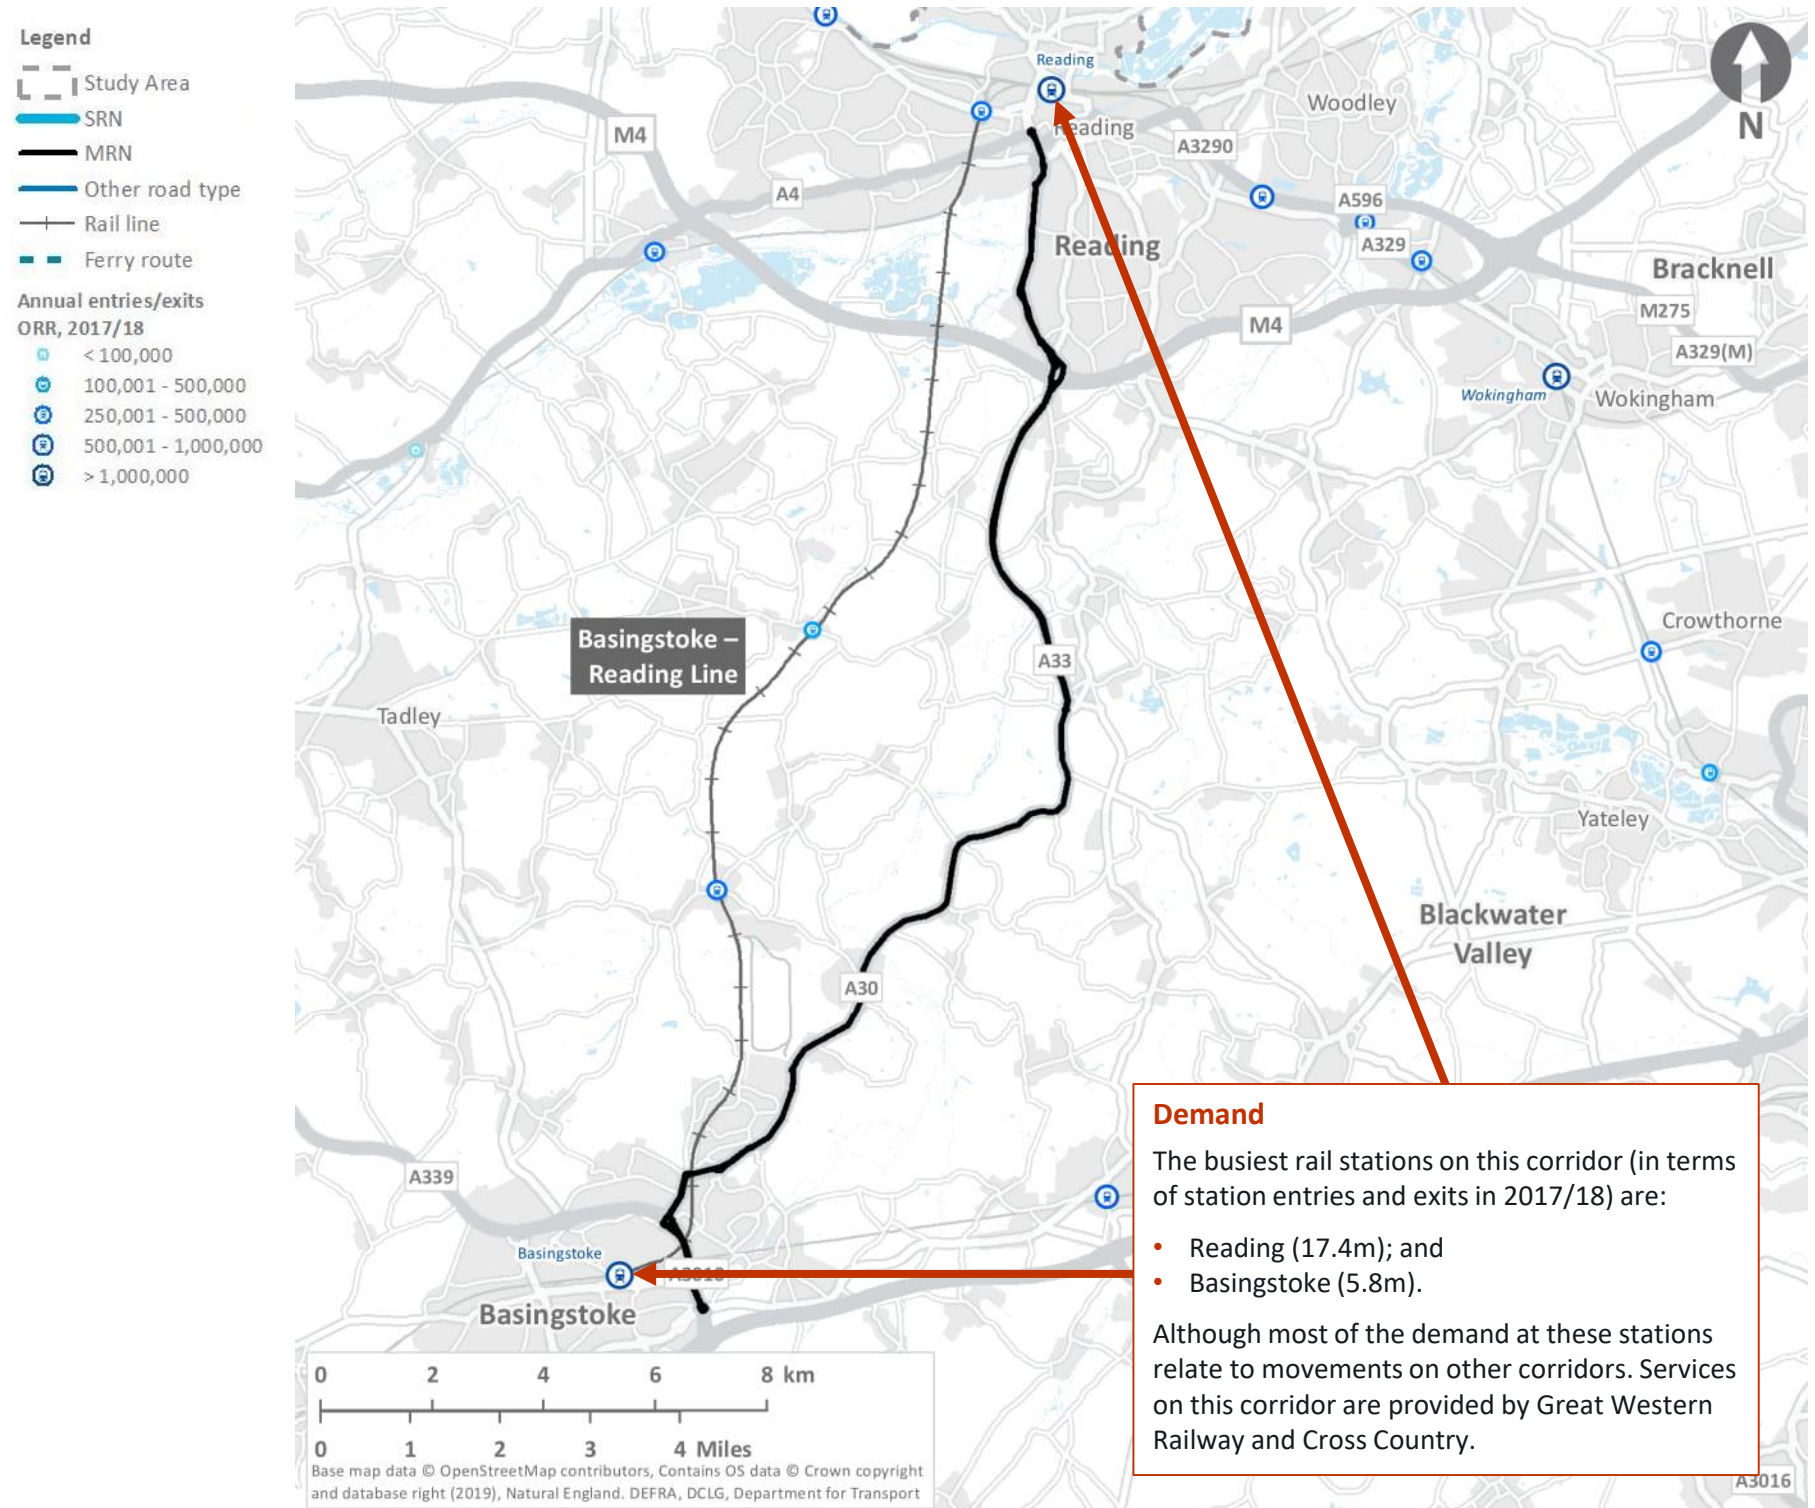 Legend
Study Area
SRN
MRN
Other road type
Rail line
Ferry route
Annual entries/exits
ORR, 2017/18
< 100,000
100,001 - 500,000
250,001 - 500,000
500,001 - 1,000,000
> 1,000,000
Reading
Reading
Woodley
N
M4
A3290
A4
A596
A329
Reading
Bracknell
M275
M4
A329(M)
Wokingham
Wokingham
Crowthorne
Basingstoke –
Reading Line
A33
Tadley
Yateley
Blackwater
Valley
A30
A339
Basingstoke
A3010
Basingstoke
Demand
The busiest rail stations on this corridor (in terms
of station entries and exits in 2017/18) are:
• Reading (17.4m); and
• Basingstoke (5.8m).
Although most of the demand at these stations
relate to movements on other corridors. Services
on this corridor are provided by Great Western
Railway and Cross Country.
0 2 4 6 8 km
0 1 2 3 4 Miles
Base map data © OpenStreetMap contributors, Contains OS data © Crown copyright
and database right (2019), Natural England. DEFRA, DCLG, Department for Transport
A3016